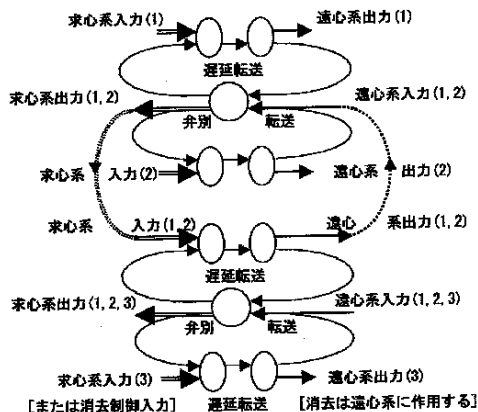 求心系入力(1) 遠心系出力(1)
遅延転送
求心系出力(1,2) 遠心系入力(1,2)
弁別 転送
求心系 入力(2) 遠心系 出力(2)
求心系 入力(1,2) 遠心 系出力(1,2)
遅延転送
求心系出力(1,2,3) 遠心系入力(1,2,3)
弁別 転送
求心系入力(3) 遠心系出力(3)
[または消去制御入力] 遅延転送 [消去は遠心系に作用する]